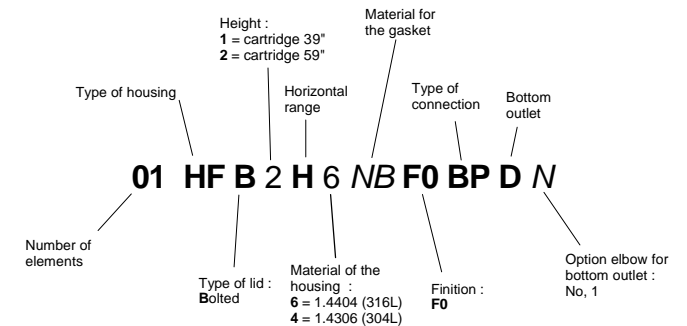 Height :
1 = cartridge 39"
2 = cartridge 59"
Material for
the gasket
Type of housing
Horizontal
range
Type of
connection
Bottom
outlet
01 HF B 2 H 6 NB F0 BP D N
Number of
elements
Type of lid :
Bolted
Material of the
housing :
6 = 1.4404 (316L)
4 = 1.4306 (304L)
Finition :
F0
Option elbow for
bottom outlet :
No, 1